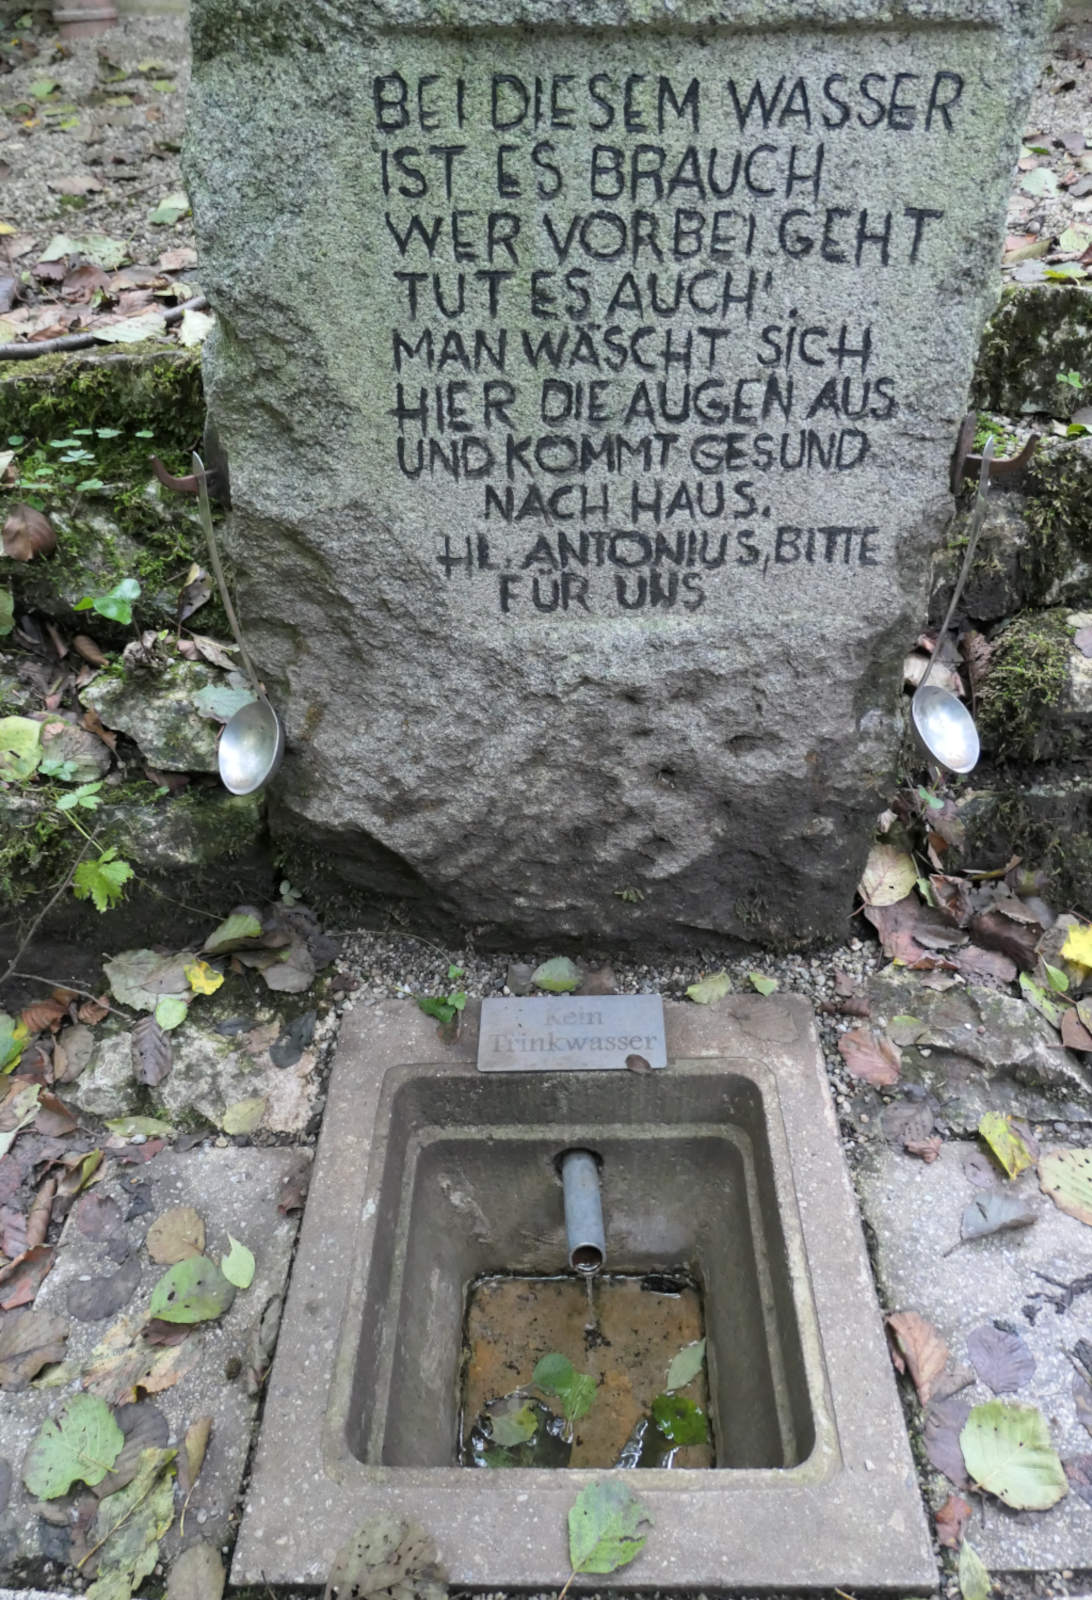 BEI DIESEM WASSER
IST ES BRAUCH
WER VORBEI GEHT
TUT ES AUCH'.
MAN WÄSCHT SICH
HIER DIE AUGEN AUS
UND KOMMT GESUND
NACH HAUS.
HL. ANTONIUS, BITTE
FÜR UNS
Kein
Trinkwasser